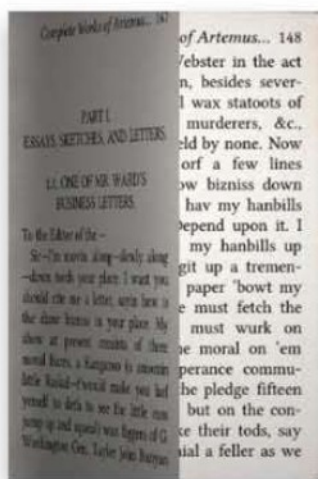 Complete Works of Artemus... 147
PART I.
ESSAYS, SKETCHES, AND LETTERS.
1.1. ONE OF MR. WARD'S
BUSINESS LETTERS.
To the Editor of the --
Sir--I'm movin along--slowly along
--down tords your place. I want you
should rite me a letter, sayin how is
the show bizniss in your place. My
show at present consists of three
moral Bares, a Kangaroo (a amoozin
little Raskal--t'would make you larf
yerself to deth to see the little cuss
jump up and squeal) wax figgers of G.
Washington Gen. Tayler John Bunyan
of Artemus... 148
ebster in the act
n, besides sever-
l wax statoots of
murderers, &c.,
eld by none. Now
orf a few lines
ow bizniss down
hav my hanbills
epend upon it. I
my hanbills up
git up a tremen-
paper 'bowt my
e must fetch the
must wurk on
e moral on 'em
perance commu-
he pledge fifteen
but on the con-
ke their tods, say
nial a feller as we